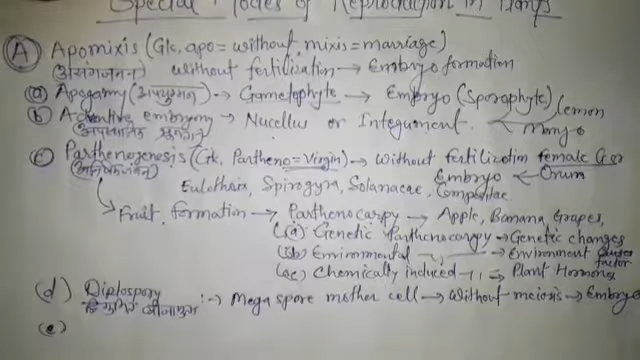 Special Modes of Reproduction in Plants
(A) Apomixis (Gk, apo = without, mixis = marriage)
(असंगजनन) without fertilization → Embryo formation
(a) Apogamy (अपयुग्मन) → Gametophyte → Embryo (Sporophyte)
(b) Adventive embryony → Nucellus or Integument. lemon
Mango
(c) Parthenogenesis (Gk, Partheno = Virgin) → without fertilization female G or
(अनिषेकजनन) Embryo ← Ovum
Eulothrix, Spirogyra, Solanaceae, Compositae
Fruit formation → Parthenocarpy → Apple, Banana, Grapes,
(a) Genetic Parthenocarpy → Genetic changes
(b) Environmental —"— → Environment factor
(c) Chemically induced —"— → Plant Hormones
(d) Diplospory :→ Mega spore mother cell → without meiosis → Embryo
(e)